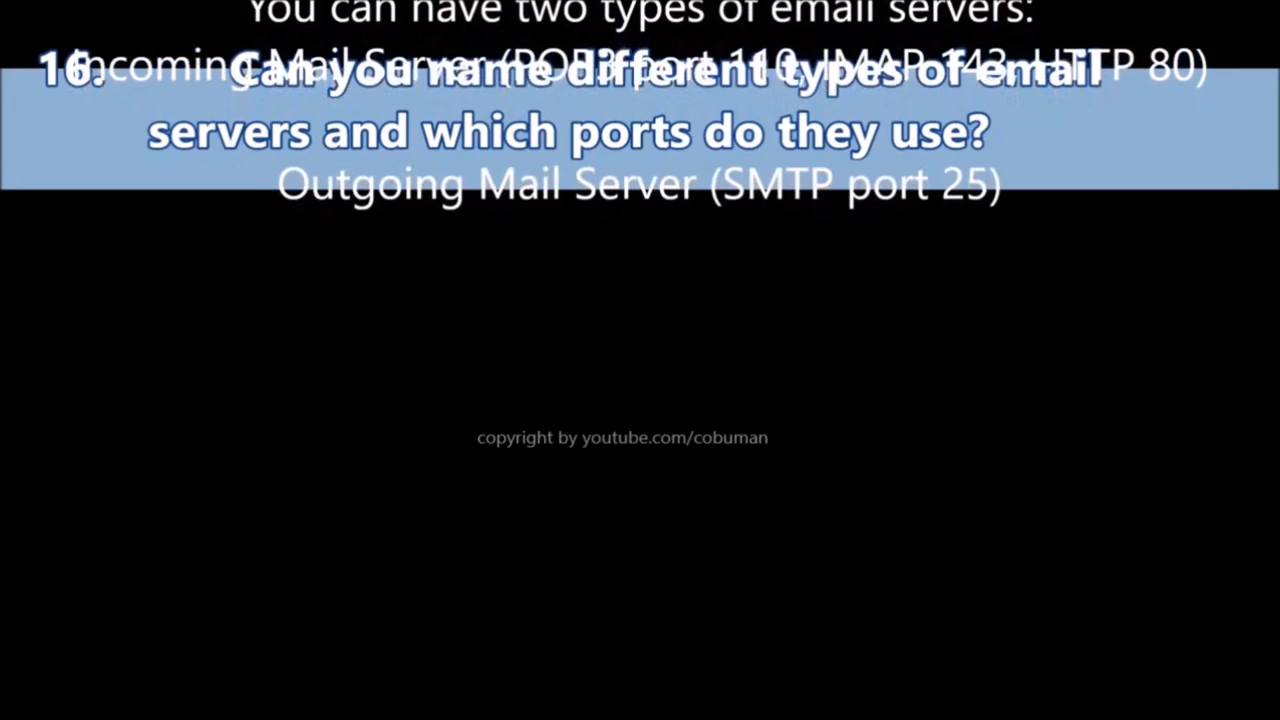 You can have two types of email servers:
Incoming Mail Server (POP3 port 110, IMAP 143, HTTP 80)
16. Can you name different types of email
servers and which ports do they use?
Outgoing Mail Server (SMTP port 25)
copyright by youtube.com/cobuman